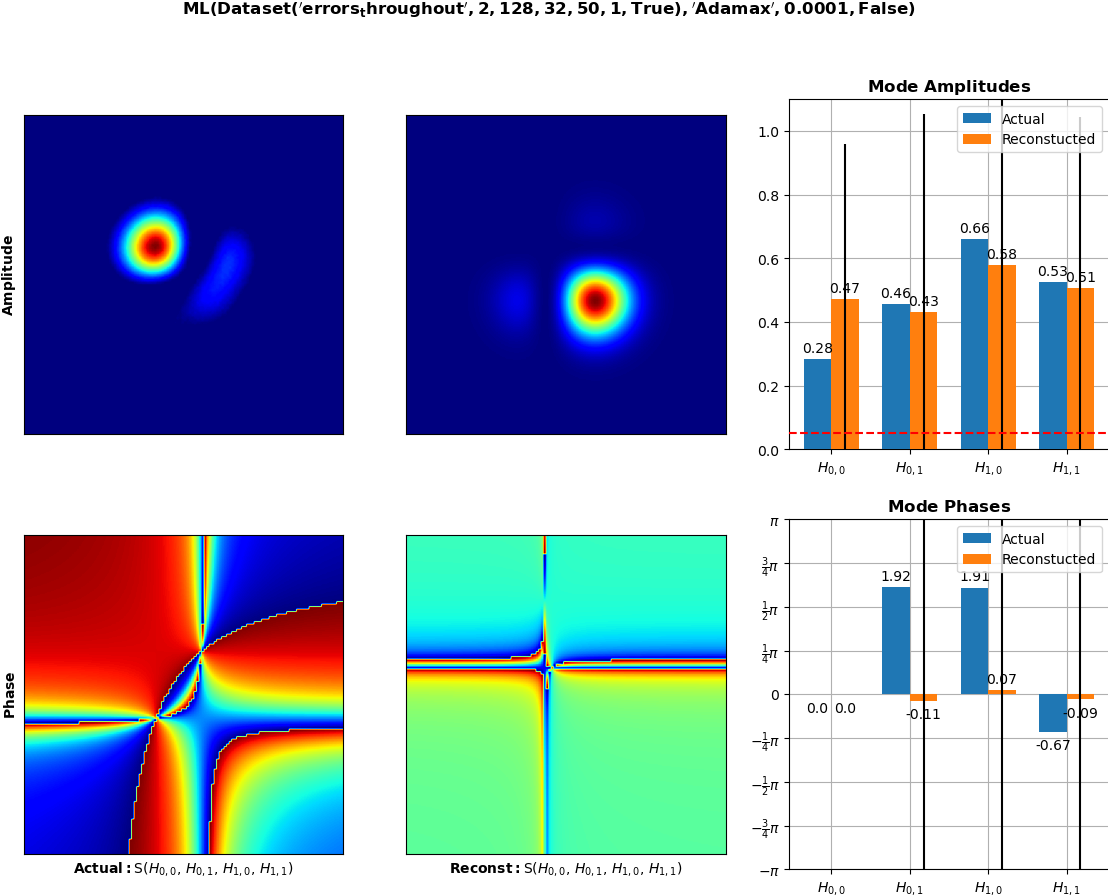 ML(Dataset('errors_throughout', 2, 128, 32, 50, 1, True), 'Adamax', 0.0001, False)
Mode Amplitudes
Amplitude
Actual
Reconstucted
1.0
0.8
0.6
0.4
0.2
0.0
0.28
0.47
0.46
0.43
0.66
0.58
0.53
0.51
H0,0
H0,1
H1,0
H1,1
Mode Phases
Phase
Actual
Reconstucted
π
3/4π
1/2π
1/4π
0
−1/4π
−1/2π
−3/4π
−π
0.0
0.0
1.92
-0.11
1.91
0.07
-0.67
-0.09
H0,0
H0,1
H1,0
H1,1
Actual: S(H0,0, H0,1, H1,0, H1,1)
Reconst: S(H0,0, H0,1, H1,0, H1,1)